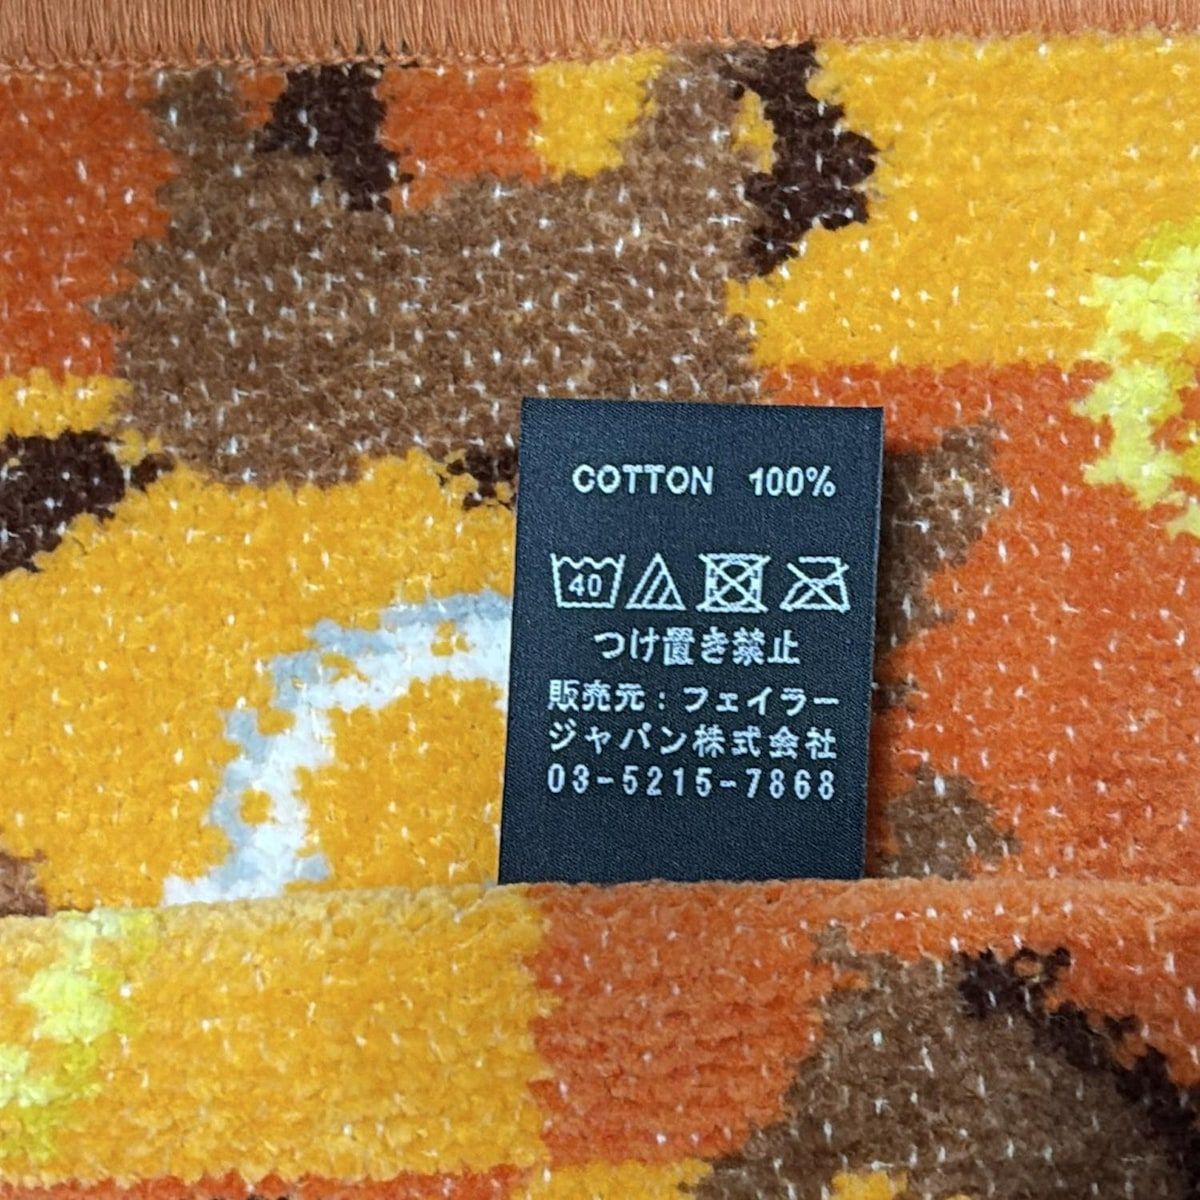 COTTON 100%
40
つけ置き禁止
販売元:フェイラー
ジャパン株式会社
03-5215-7868